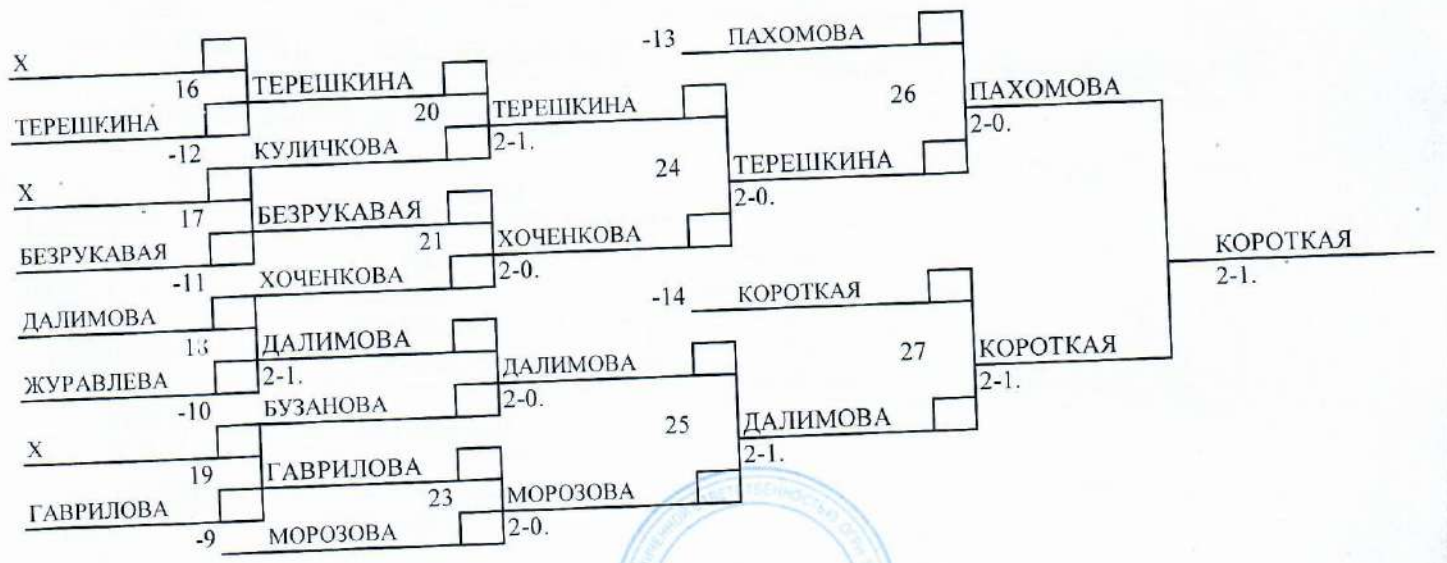 -13 ПАХОМОВА
X
16 ТЕРЕШКИНА
26 ПАХОМОВА
ТЕРЕШКИНА
20 ТЕРЕШКИНА
2-0.
-12 КУЛИЧКОВА
2-1.
24 ТЕРЕШКИНА
X
2-0.
17 БЕЗРУКАВАЯ
21 ХОЧЕНКОВА
КОРОТКАЯ
БЕЗРУКАВАЯ
2-0.
2-1.
-11 ХОЧЕНКОВА
-14 КОРОТКАЯ
ДАЛИМОВА
18 ДАЛИМОВА
27 КОРОТКАЯ
ЖУРАВЛЕВА
2-1.
ДАЛИМОВА
2-1.
-10 БУЗАНОВА
2-0.
25 ДАЛИМОВА
X
2-1.
19 ГАВРИЛОВА
ГАВРИЛОВА
23 МОРОЗОВА
-9 МОРОЗОВА
2-0.